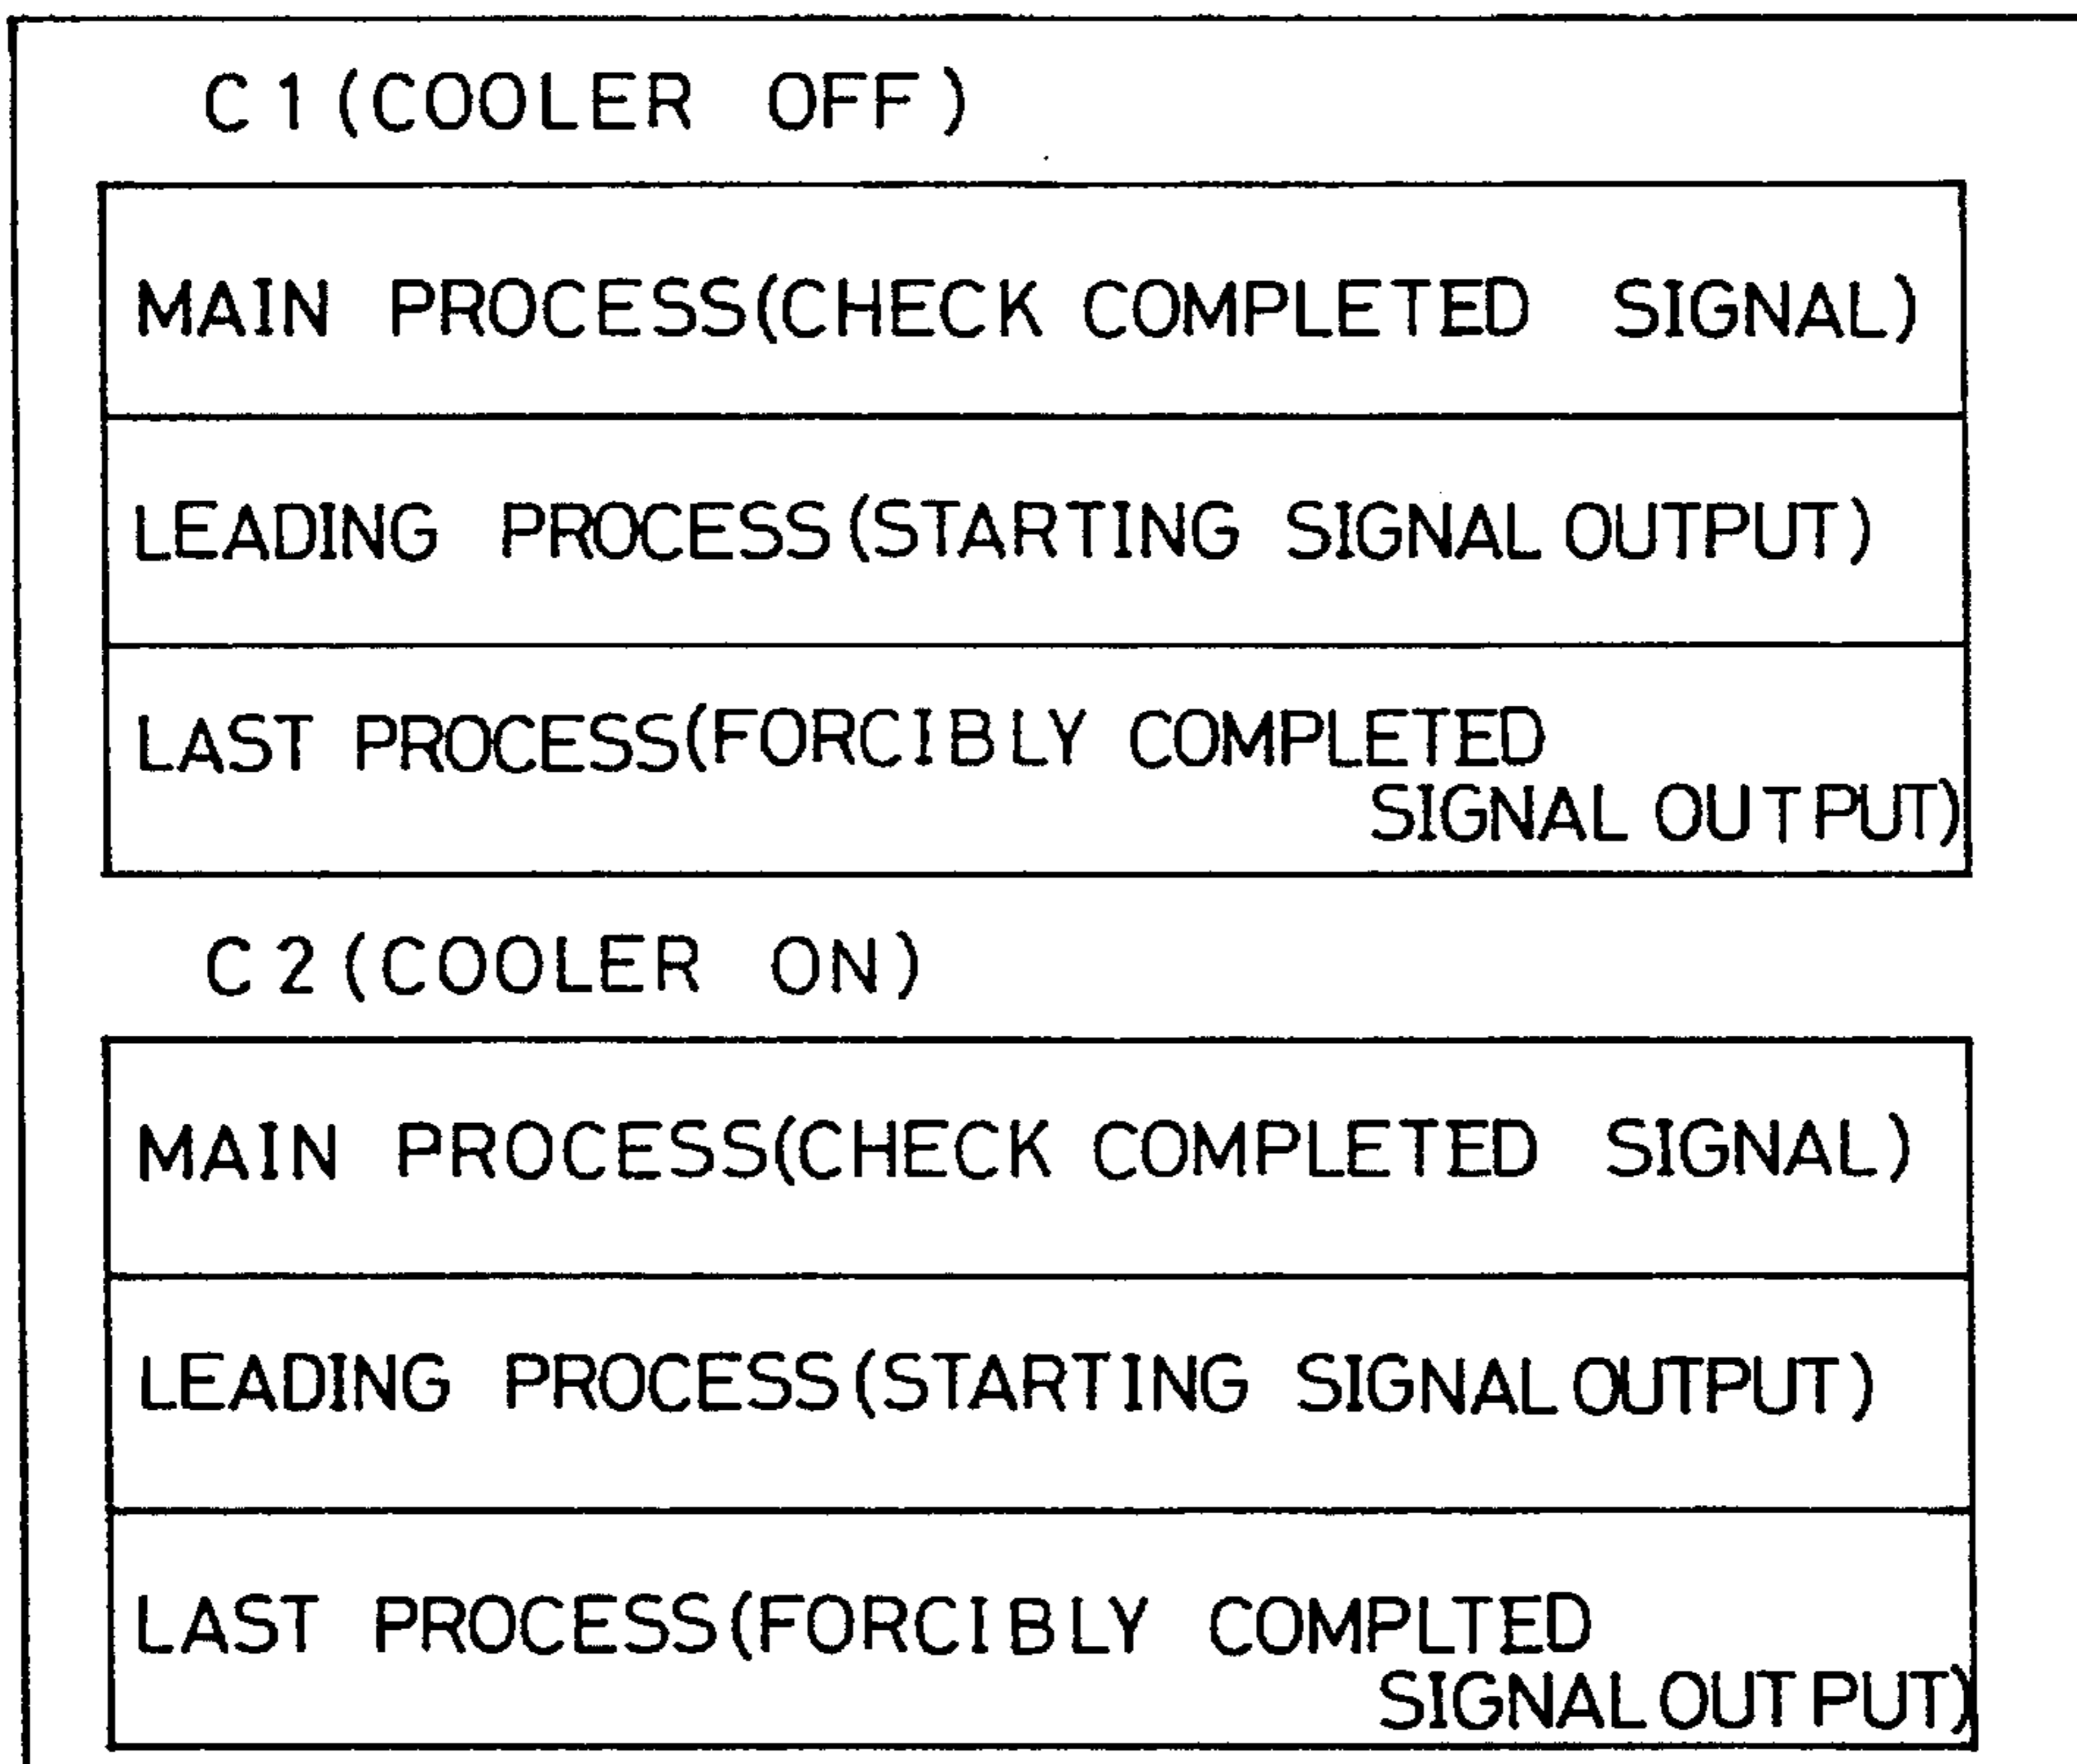 C1(COOLER OFF)
MAIN PROCESS(CHECK COMPLETED SIGNAL)
LEADING PROCESS(STARTING SIGNAL OUTPUT)
LAST PROCESS(FORCIBLY COMPLETED
SIGNAL OUTPUT)
C2(COOLER ON)
MAIN PROCESS(CHECK COMPLETED SIGNAL)
LEADING PROCESS(STARTING SIGNAL OUTPUT)
LAST PROCESS(FORCIBLY COMPLTED
SIGNAL OUTPUT)